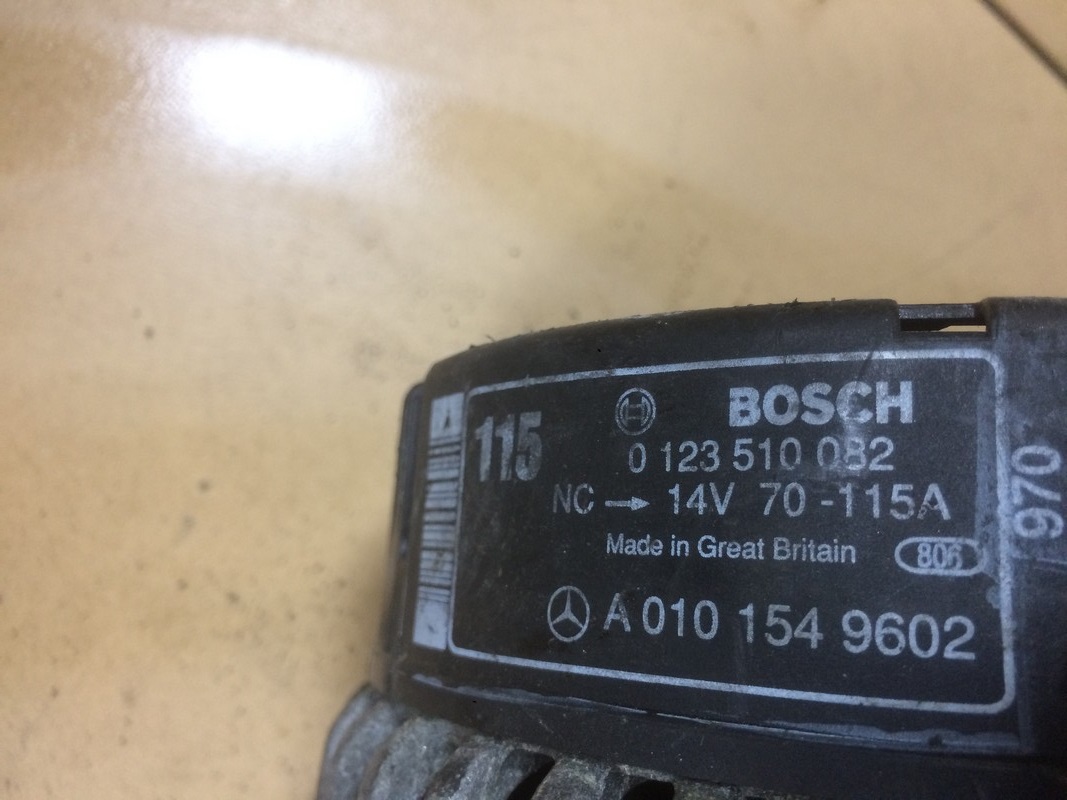 115 BOSCH
0 123 510 082
NC → 14V 70 -115A
Made in Great Britain 806
A 010 154 9602
970